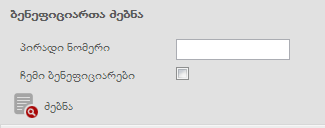 ბენეფიციართა ძებნა
პირადი ნომერი
ჩემი ბენეფიციარები
ძებნა